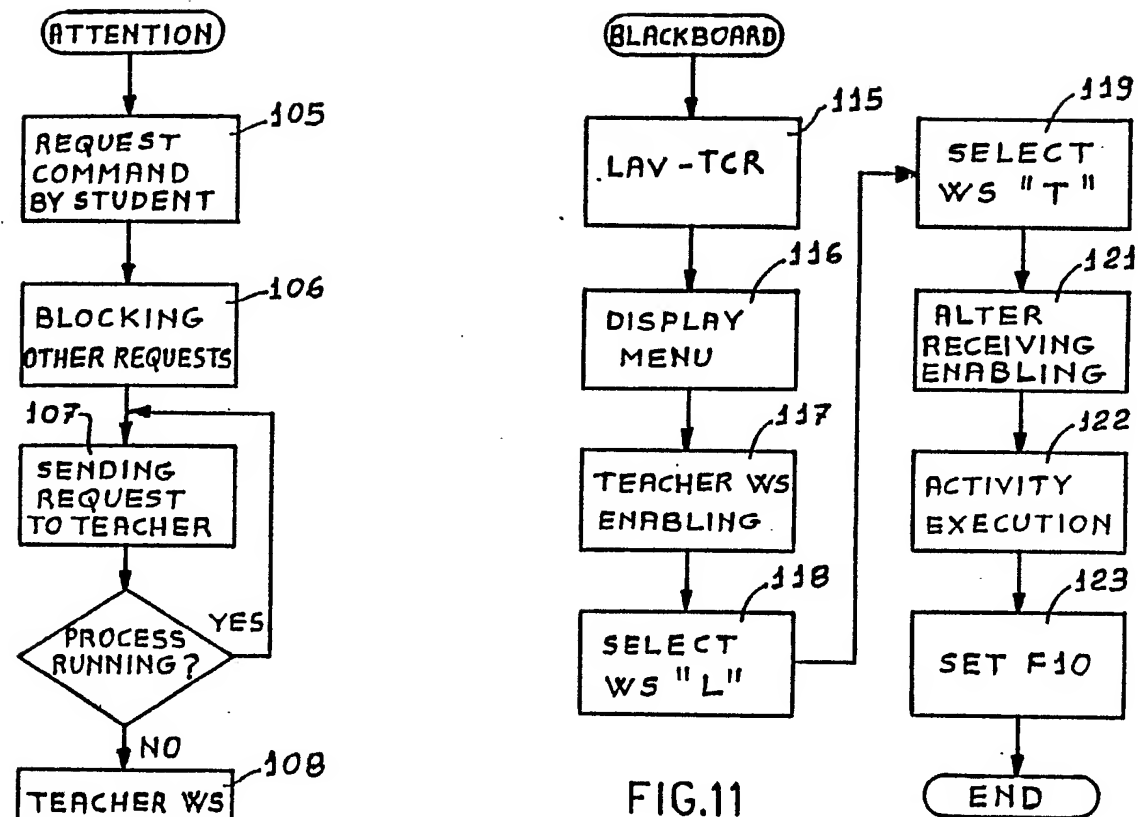 ATTENTION
105
REQUEST
COMMAND
BY STUDENT
106
BLOCKING
OTHER REQUESTS
107
SENDING
REQUEST
TO TEACHER
PROCESS
RUNNING?
YES
NO
108
TEACHER WS
BLACKBOARD
115
LAV-TCR
116
DISPLAY
MENU
117
TEACHER WS
ENABLING
118
SELECT
WS "L"
119
SELECT
WS "T"
121
ALTER
RECEIVING
ENABLING
122
ACTIVITY
EXECUTION
123
SET F10
END
FIG.11